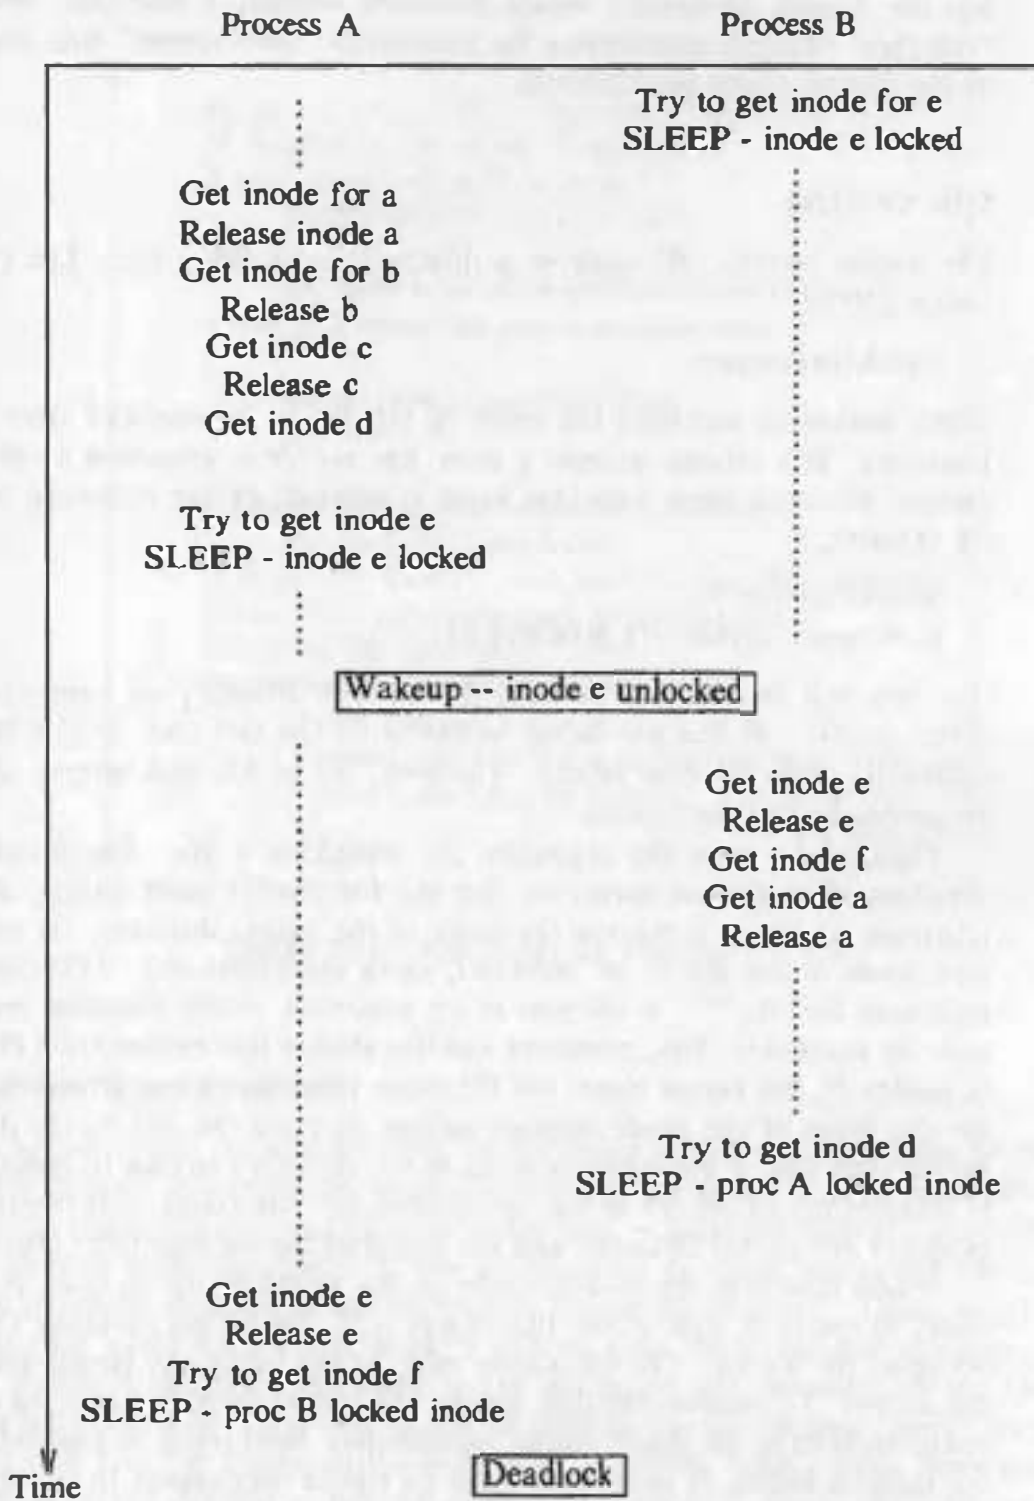 Process A
Process B
Try to get inode for e
SLEEP - inode e locked
Get inode for a
Release inode a
Get inode for b
Release b
Get inode c
Release c
Get inode d
Try to get inode e
SLEEP - inode e locked
Wakeup -- inode e unlocked
Get inode e
Release e
Get inode f
Get inode a
Release a
Try to get inode d
SLEEP - proc A locked inode
Get inode e
Release e
Try to get inode f
SLEEP - proc B locked inode
Time
Deadlock